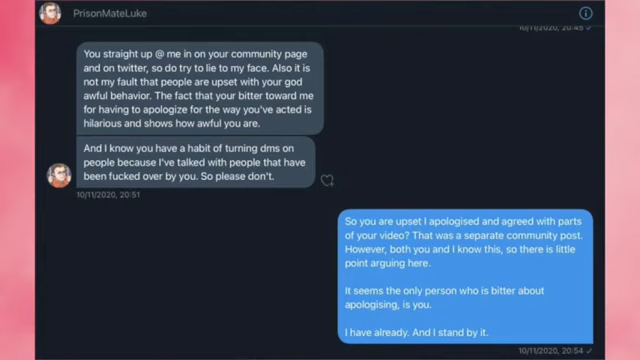 PrisonMateLuke
10/11/2020, 20:45 ✓
You straight up @ me in on your community page
and on twitter, so do try to lie to my face. Also it is
not my fault that people are upset with your god
awful behavior. The fact that your bitter toward me
for having to apologize for the way you've acted is
hilarious and shows how awful you are.
And I know you have a habit of turning dms on
people because I've talked with people that have
been fucked over by you. So please don't.
10/11/2020, 20:51
So you are upset I apologised and agreed with parts
of your video? That was a separate community post.
However, both you and I know this, so there is little
point arguing here.
It seems the only person who is bitter about
apologising, is you.
I have already. And I stand by it.
10/11/2020, 20:54 ✓